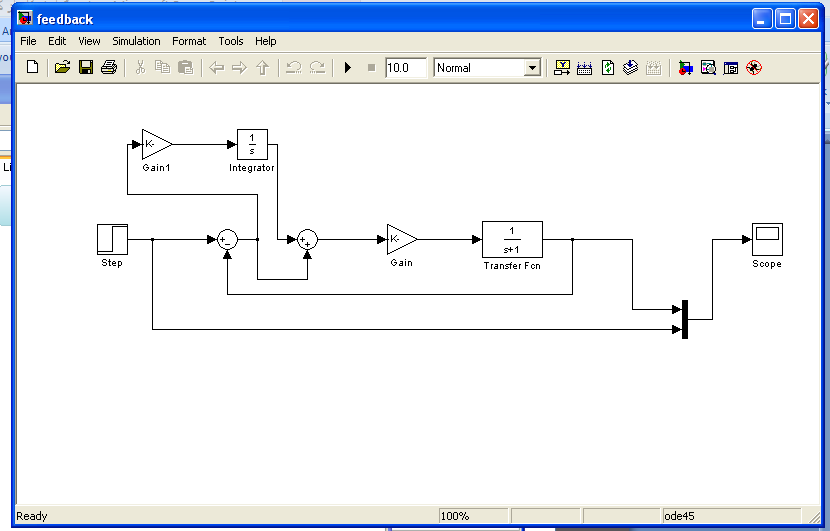 feedback
File Edit View Simulation Format Tools Help
10.0 Normal
K-
Gain1
1
s
Integrator
Step
+
−
+
+
K-
Gain
1
s+1
Transfer Fcn
Scope
Ready 100% ode45